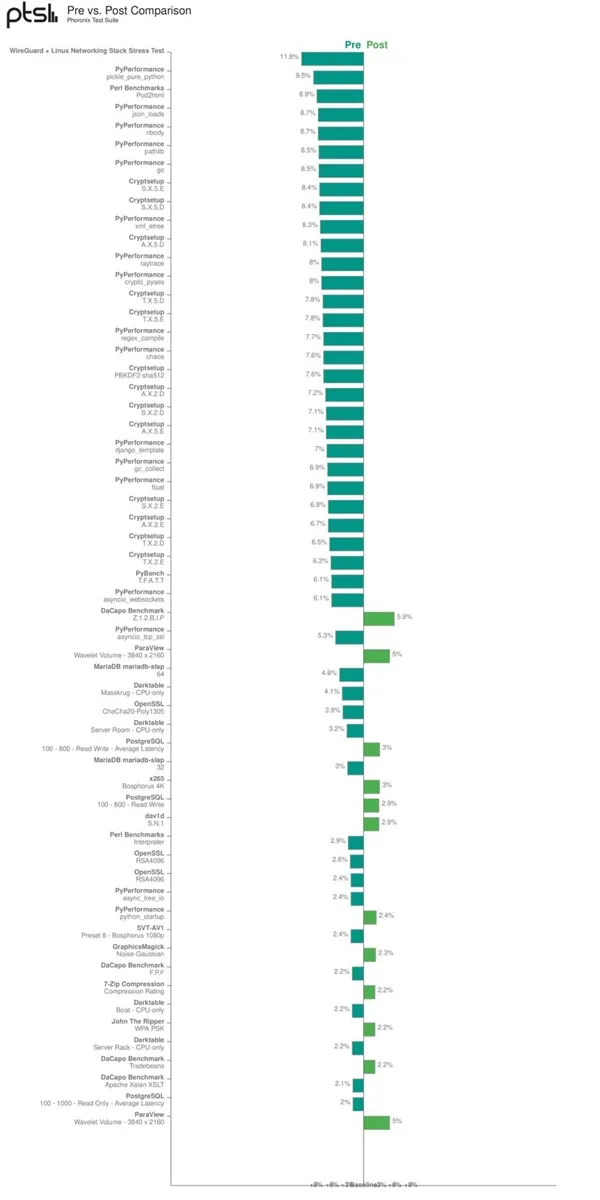 ptsl
Pre vs. Post Comparison
Phoronix Test Suite
Pre Post
WireGuard + Linux Networking Stack Stress Test
11.8%
PyPerformance
pickle_pure_python
9.5%
Perl Benchmarks
Pod2html
8.9%
PyPerformance
json_loads
8.7%
PyPerformance
nbody
8.7%
PyPerformance
pathlib
8.5%
PyPerformance
go
8.5%
Cryptsetup
S.X.5.E
8.4%
Cryptsetup
S.X.5.D
8.4%
PyPerformance
xml_etree
8.3%
Cryptsetup
A.X.5.D
8.1%
PyPerformance
raytrace
8%
PyPerformance
crypto_pyaes
8%
Cryptsetup
T.X.5.D
7.8%
Cryptsetup
T.X.5.E
7.8%
PyPerformance
regex_compile
7.7%
PyPerformance
chaos
7.6%
Cryptsetup
PBKDF2-sha512
7.6%
Cryptsetup
A.X.2.D
7.2%
Cryptsetup
S.X.2.D
7.1%
Cryptsetup
A.X.5.E
7.1%
PyPerformance
django_template
7%
PyPerformance
gc_collect
6.9%
PyPerformance
float
6.9%
Cryptsetup
S.X.2.E
6.8%
Cryptsetup
A.X.2.E
6.7%
Cryptsetup
T.X.2.D
6.5%
Cryptsetup
T.X.2.E
6.3%
PyBench
T.F.A.T.T
6.1%
PyPerformance
asyncio_websockets
6.1%
DaCapo Benchmark
Z.1.2.B.I.P
5.9%
PyPerformance
asyncio_tcp_ssl
5.3%
ParaView
Wavelet Volume - 3840 x 2160
5%
MariaDB mariadb-slap
64
4.6%
Darktable
Masskrug - CPU-only
4.1%
OpenSSL
ChaCha20-Poly1305
3.9%
Darktable
Server Room - CPU-only
3.2%
PostgreSQL
100 - 800 - Read Write - Average Latency
3%
MariaDB mariadb-slap
32
3%
x265
Bosphorus 4K
3%
PostgreSQL
100 - 800 - Read Write
2.9%
dav1d
S.N.1
2.9%
Perl Benchmarks
Interpreter
2.9%
OpenSSL
RSA4096
2.6%
OpenSSL
RSA4096
2.4%
PyPerformance
async_tree_io
2.4%
PyPerformance
python_startup
2.4%
SVT-AV1
Preset 8 - Bosphorus 1080p
2.4%
GraphicsMagick
Noise-Gaussian
2.3%
DaCapo Benchmark
F.P.F
2.2%
7-Zip Compression
Compression Rating
2.2%
Darktable
Boat - CPU-only
2.2%
John The Ripper
WPA PSK
2.2%
Darktable
Server Rack - CPU-only
2.2%
DaCapo Benchmark
Tradebeans
2.2%
DaCapo Benchmark
Apache Xalan XSLT
2.1%
PostgreSQL
100 - 1000 - Read Only - Average Latency
2%
ParaView
Wavelet Volume - 3840 x 2160
5%
+9% +6% +3% Baseline +3% +6% +9%